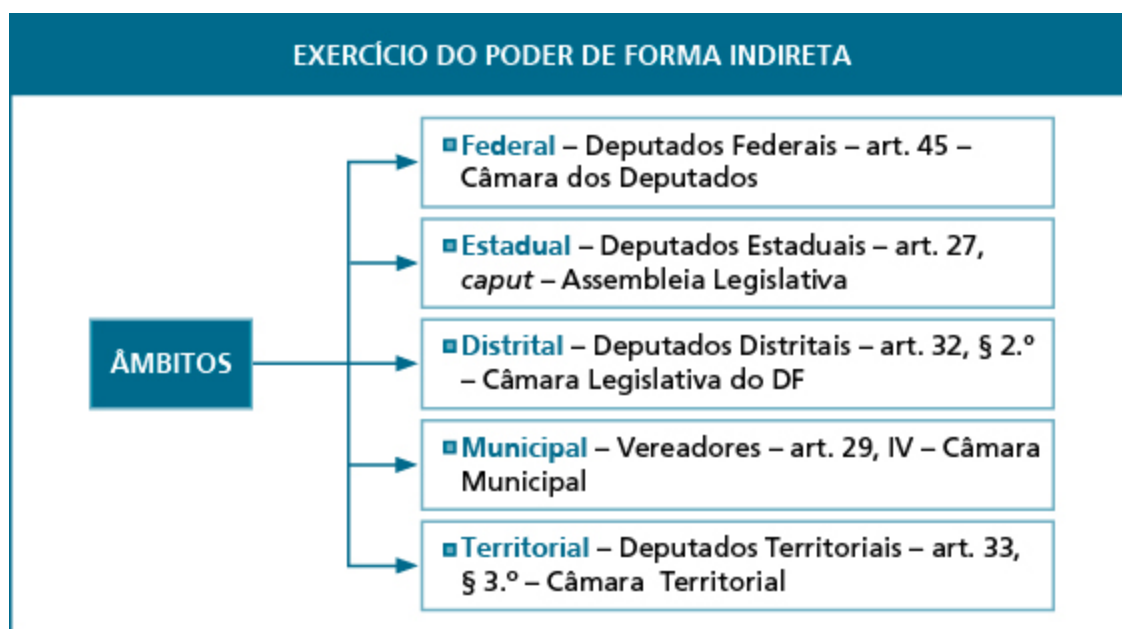 EXERCÍCIO DO PODER DE FORMA INDIRETA
ÂMBITOS
Federal – Deputados Federais – art. 45 –
Câmara dos Deputados
Estadual – Deputados Estaduais – art. 27,
caput – Assembleia Legislativa
Distrital – Deputados Distritais – art. 32, § 2.º
– Câmara Legislativa do DF
Municipal – Vereadores – art. 29, IV – Câmara
Municipal
Territorial – Deputados Territoriais – art. 33,
§ 3.º – Câmara Territorial